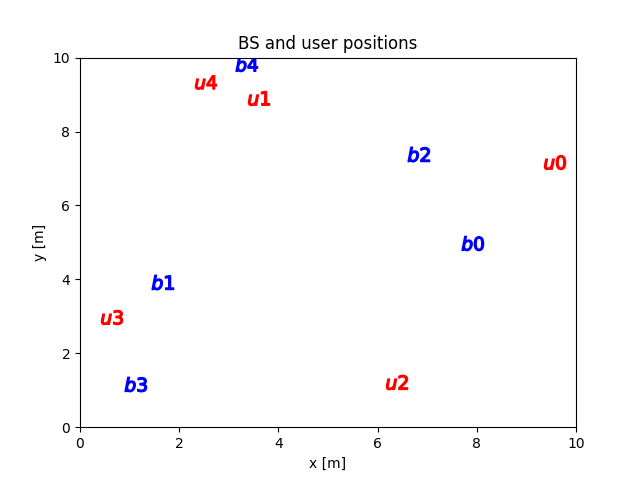 BS and user positions
10
b4
u4
u1
8
b2
u0
6
b0
y [m]
4
b1
u3
2
b3
u2
0
0 2 4 6 8 10
x [m]